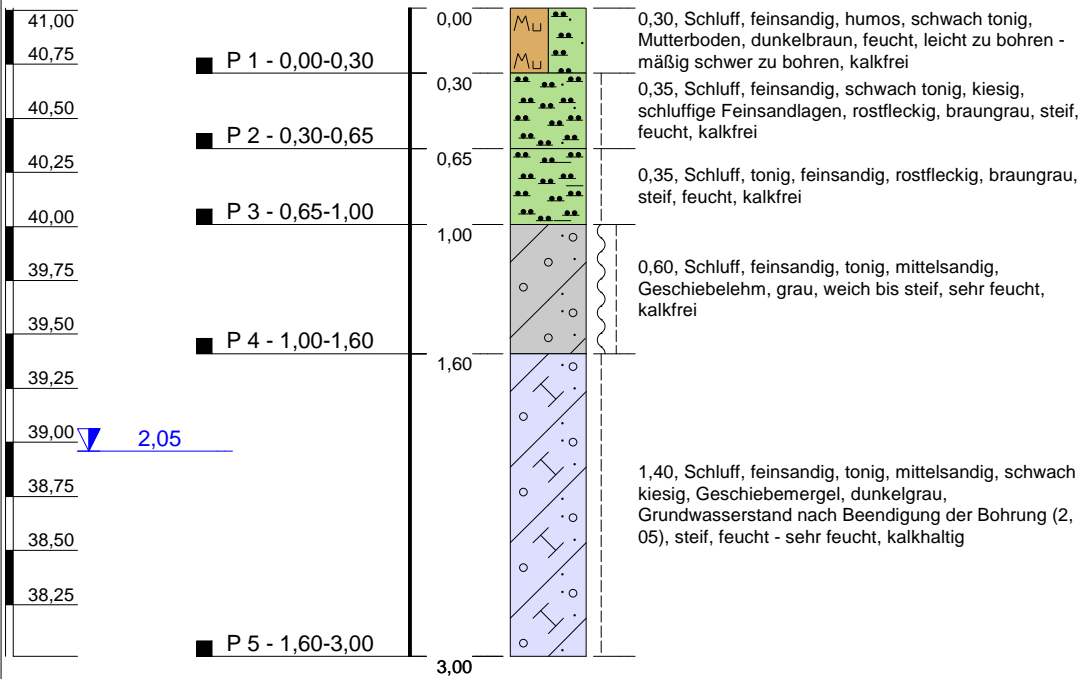 41,00
40,75
40,50
40,25
40,00
39,75
39,50
39,25
39,00
38,75
38,50
38,25
2,05
P 1 - 0,00-0,30
P 2 - 0,30-0,65
P 3 - 0,65-1,00
P 4 - 1,00-1,60
P 5 - 1,60-3,00
0,00
0,30
0,65
1,00
1,60
3,00
Mu
Mu
0,30, Schluff, feinsandig, humos, schwach tonig,
Mutterboden, dunkelbraun, feucht, leicht zu bohren -
mäßig schwer zu bohren, kalkfrei
0,35, Schluff, feinsandig, schwach tonig, kiesig,
schluffige Feinsandlagen, rostfleckig, braungrau, steif,
feucht, kalkfrei
0,35, Schluff, tonig, feinsandig, rostfleckig, braungrau,
steif, feucht, kalkfrei
0,60, Schluff, feinsandig, tonig, mittelsandig,
Geschiebelehm, grau, weich bis steif, sehr feucht,
kalkfrei
1,40, Schluff, feinsandig, tonig, mittelsandig, schwach
kiesig, Geschiebemergel, dunkelgrau,
Grundwasserstand nach Beendigung der Bohrung (2,
05), steif, feucht - sehr feucht, kalkhaltig